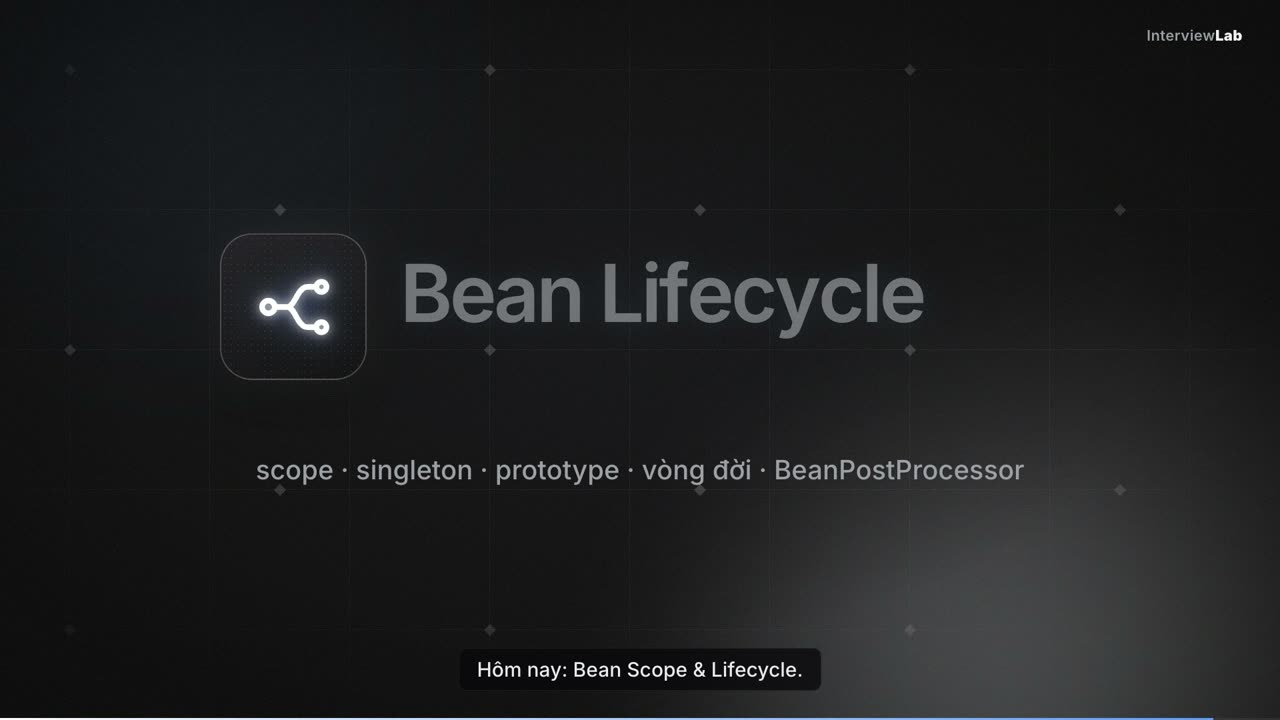 InterviewLab
Bean Lifecycle
scope · singleton · prototype · vòng đời · BeanPostProcessor
Hôm nay: Bean Scope & Lifecycle.